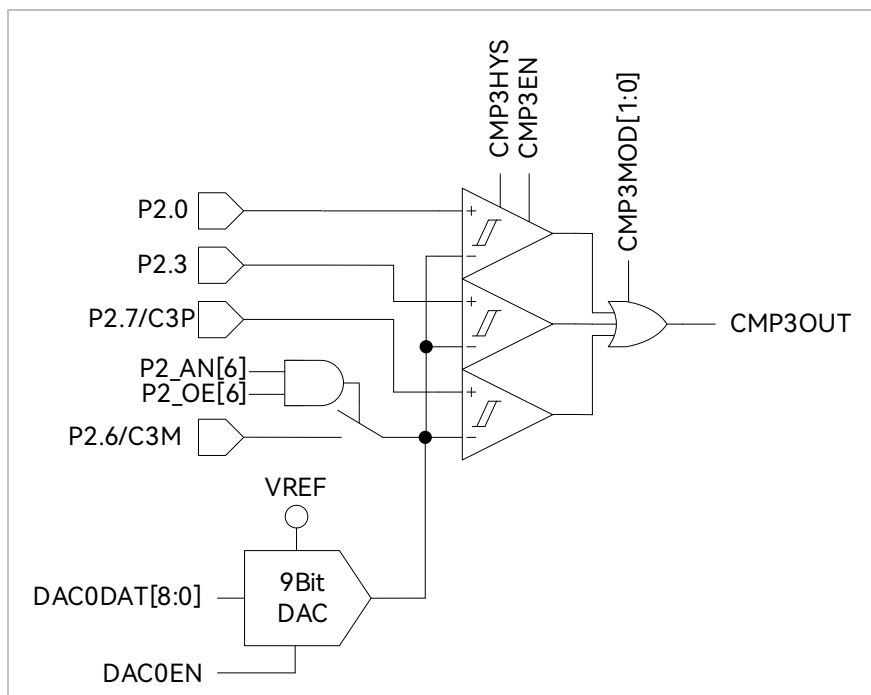 CMP3HYS
CMP3EN
CMP3MOD[1:0]
P2.0
+
−
P2.3
+
P2.7/C3P
−
CMP3OUT
P2_AN[6]
P2_OE[6]
+
P2.6/C3M
−
VREF
9Bit
DAC
DAC0DAT[8:0]
DAC0EN